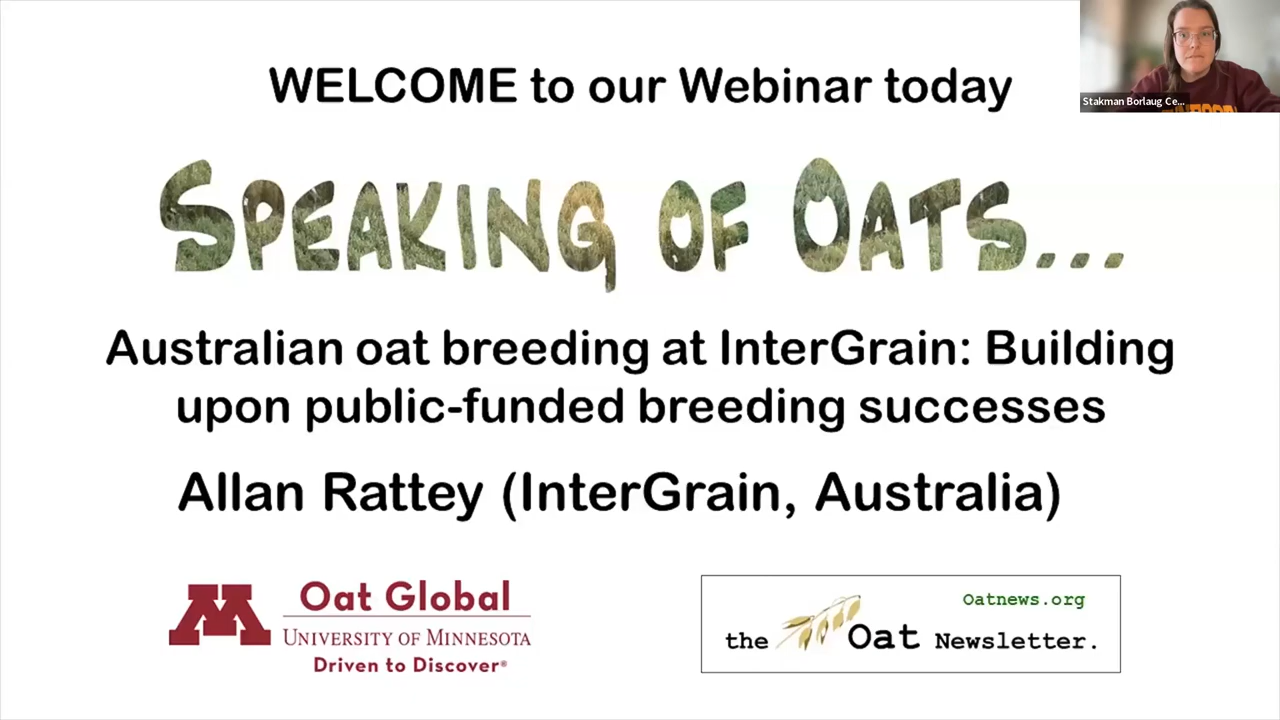 WELCOME to our Webinar today
Stakman Borlaug Ce...
SPEAKING OF OATS...
Australian oat breeding at InterGrain: Building
upon public-funded breeding successes
Allan Rattey (InterGrain, Australia)
M
Oat Global
UNIVERSITY OF MINNESOTA
Driven to Discover®
Oatnews.org
the Oat Newsletter.